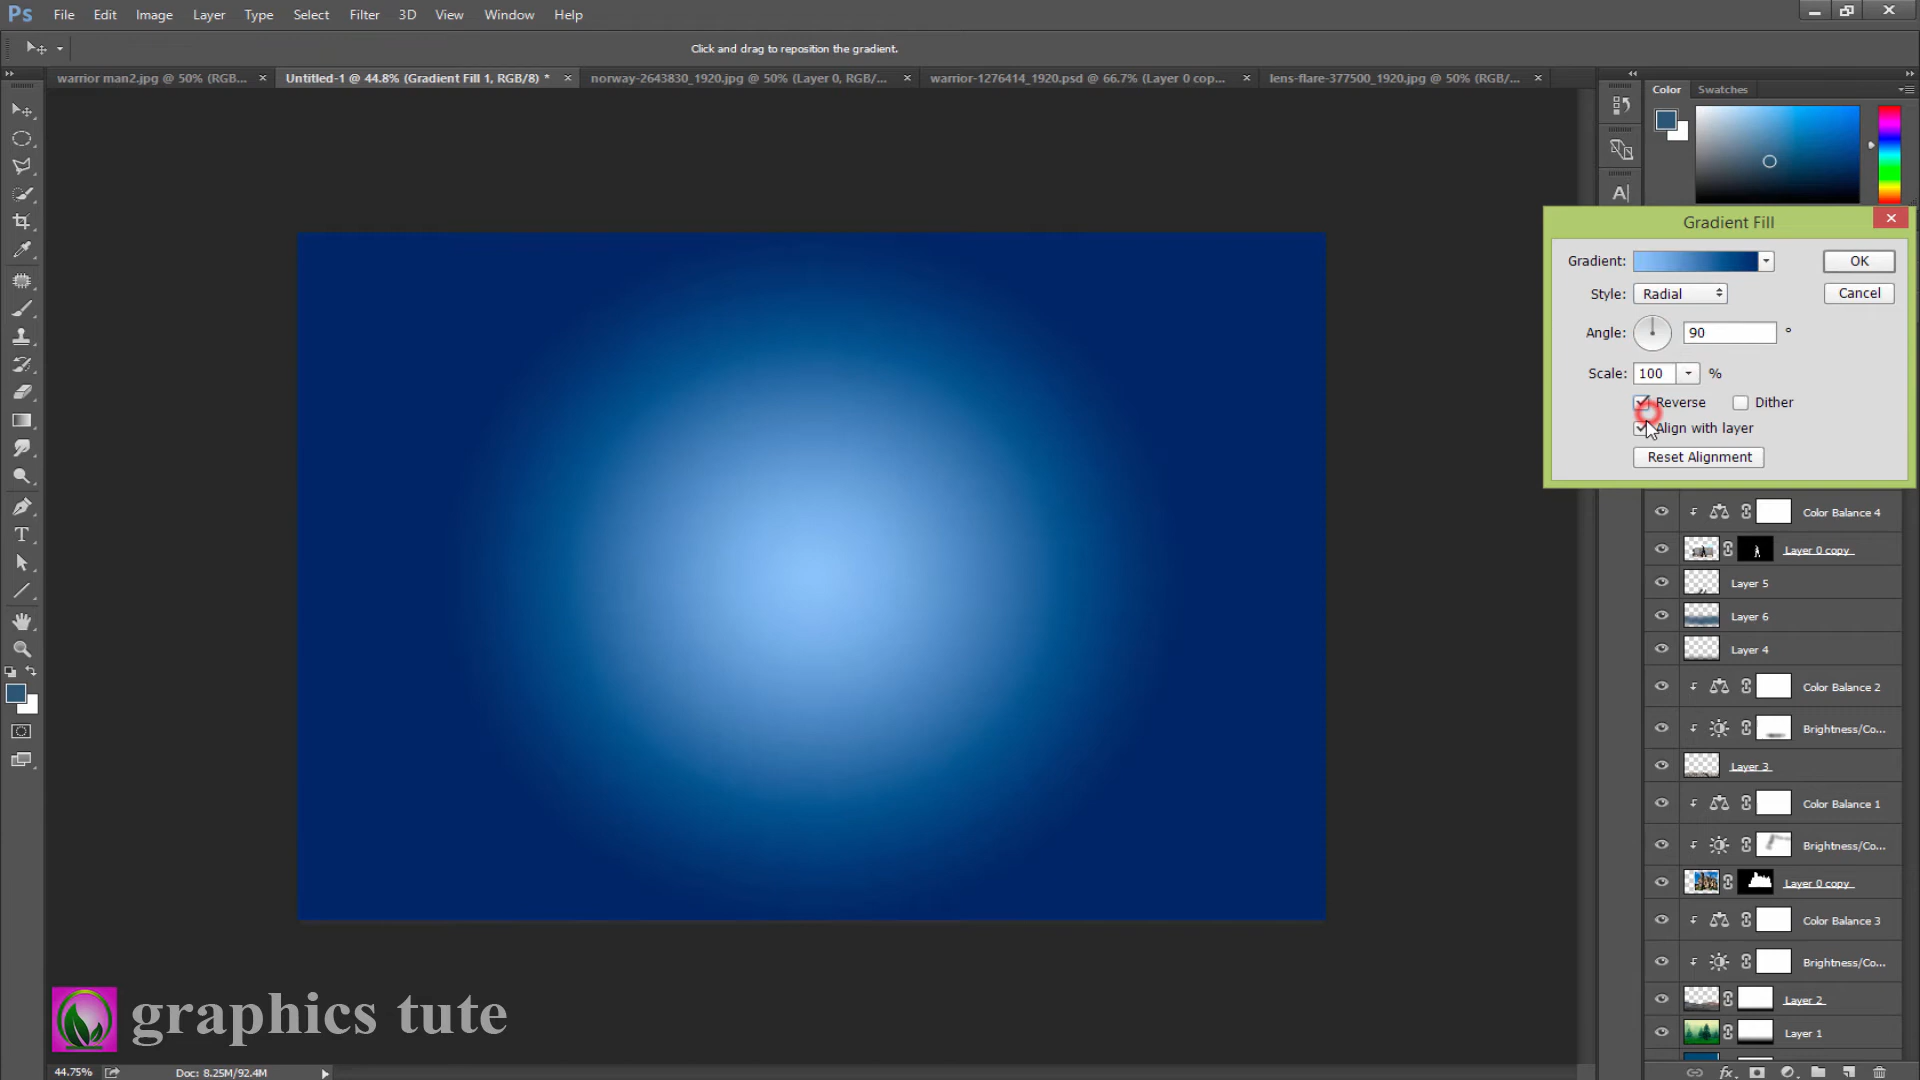 Ps File Edit Image Layer Type Select Filter 3D View Window Help
Click and drag to reposition the gradient.
warrior man2.jpg @ 50% (RGB... × Untitled-1 @ 44.8% (Gradient Fill 1, RGB/8) * × norway-2643830_1920.jpg @ 50% (Layer 0, RGB/... × warrior-1276414_1920.psd @ 66.7% (Layer 0 cop... × lens-flare-377500_1920.jpg @ 50% (RGB/... ×
Color Swatches
Gradient Fill
Gradient: OK
Style: Radial Cancel
Angle: 90 °
Scale: 100 %
Reverse Dither
Align with layer
Reset Alignment
Color Balance 4
Layer 0 copy
Layer 5
Layer 6
Layer 4
Color Balance 2
Brightness/Co...
Layer 3
Color Balance 1
Brightness/Co...
Layer 0 copy
Color Balance 3
Brightness/Co...
Layer 2
Layer 1
graphics tute
44.75% Doc: 8.25M/92.4M